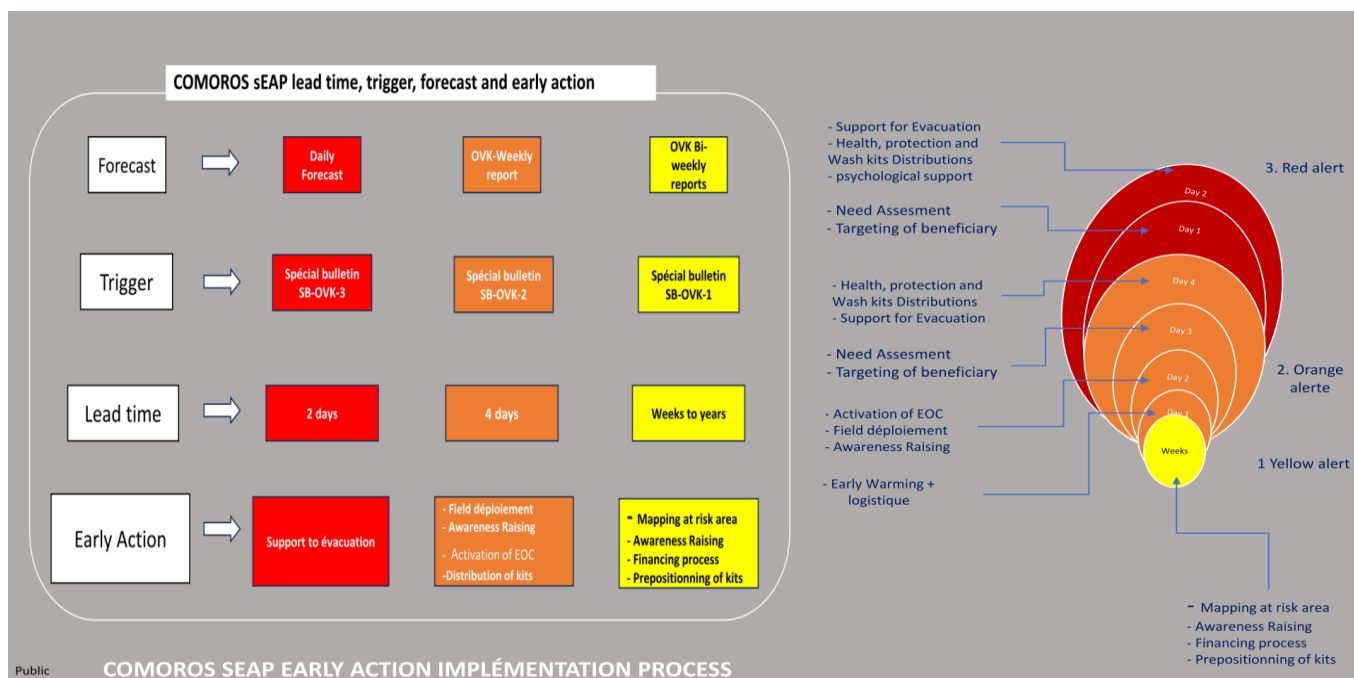 COMOROS sEAP lead time, trigger, forecast and early action
Forecast
Daily
Forecast
OVK-Weekly
report
OVK Bi-
weekly
reports
Trigger
Spécial bulletin
SB-OVK-3
Spécial bulletin
SB-OVK-2
Spécial bulletin
SB-OVK-1
Lead time
2 days
4 days
Weeks to years
Early Action
Support to évacuation
- Field déploiement
- Awareness Raising
- Activation of EOC
-Distribution of kits
- Mapping at risk area
- Awareness Raising
- Financing process
- Prepositionning of kits
- Support for Evacuation
- Health, protection and
Wash kits Distributions
- psychological support
- Need Assesment
- Targeting of beneficiary
- Health, protection and
Wash kits Distributions
- Support for Evacuation
- Need Assesment
- Targeting of beneficiary
- Activation of EOC
- Field déploiement
- Awareness Raising
- Early Warming +
logistique
Day 2
Day 1
Day 4
Day 3
Day 2
Day 1
Weeks
3. Red alert
2. Orange
alerte
1 Yellow alert
- Mapping at risk area
- Awareness Raising
- Financing process
- Prepositionning of kits
Public
COMOROS SEAP EARLY ACTION IMPLÉMENTATION PROCESS